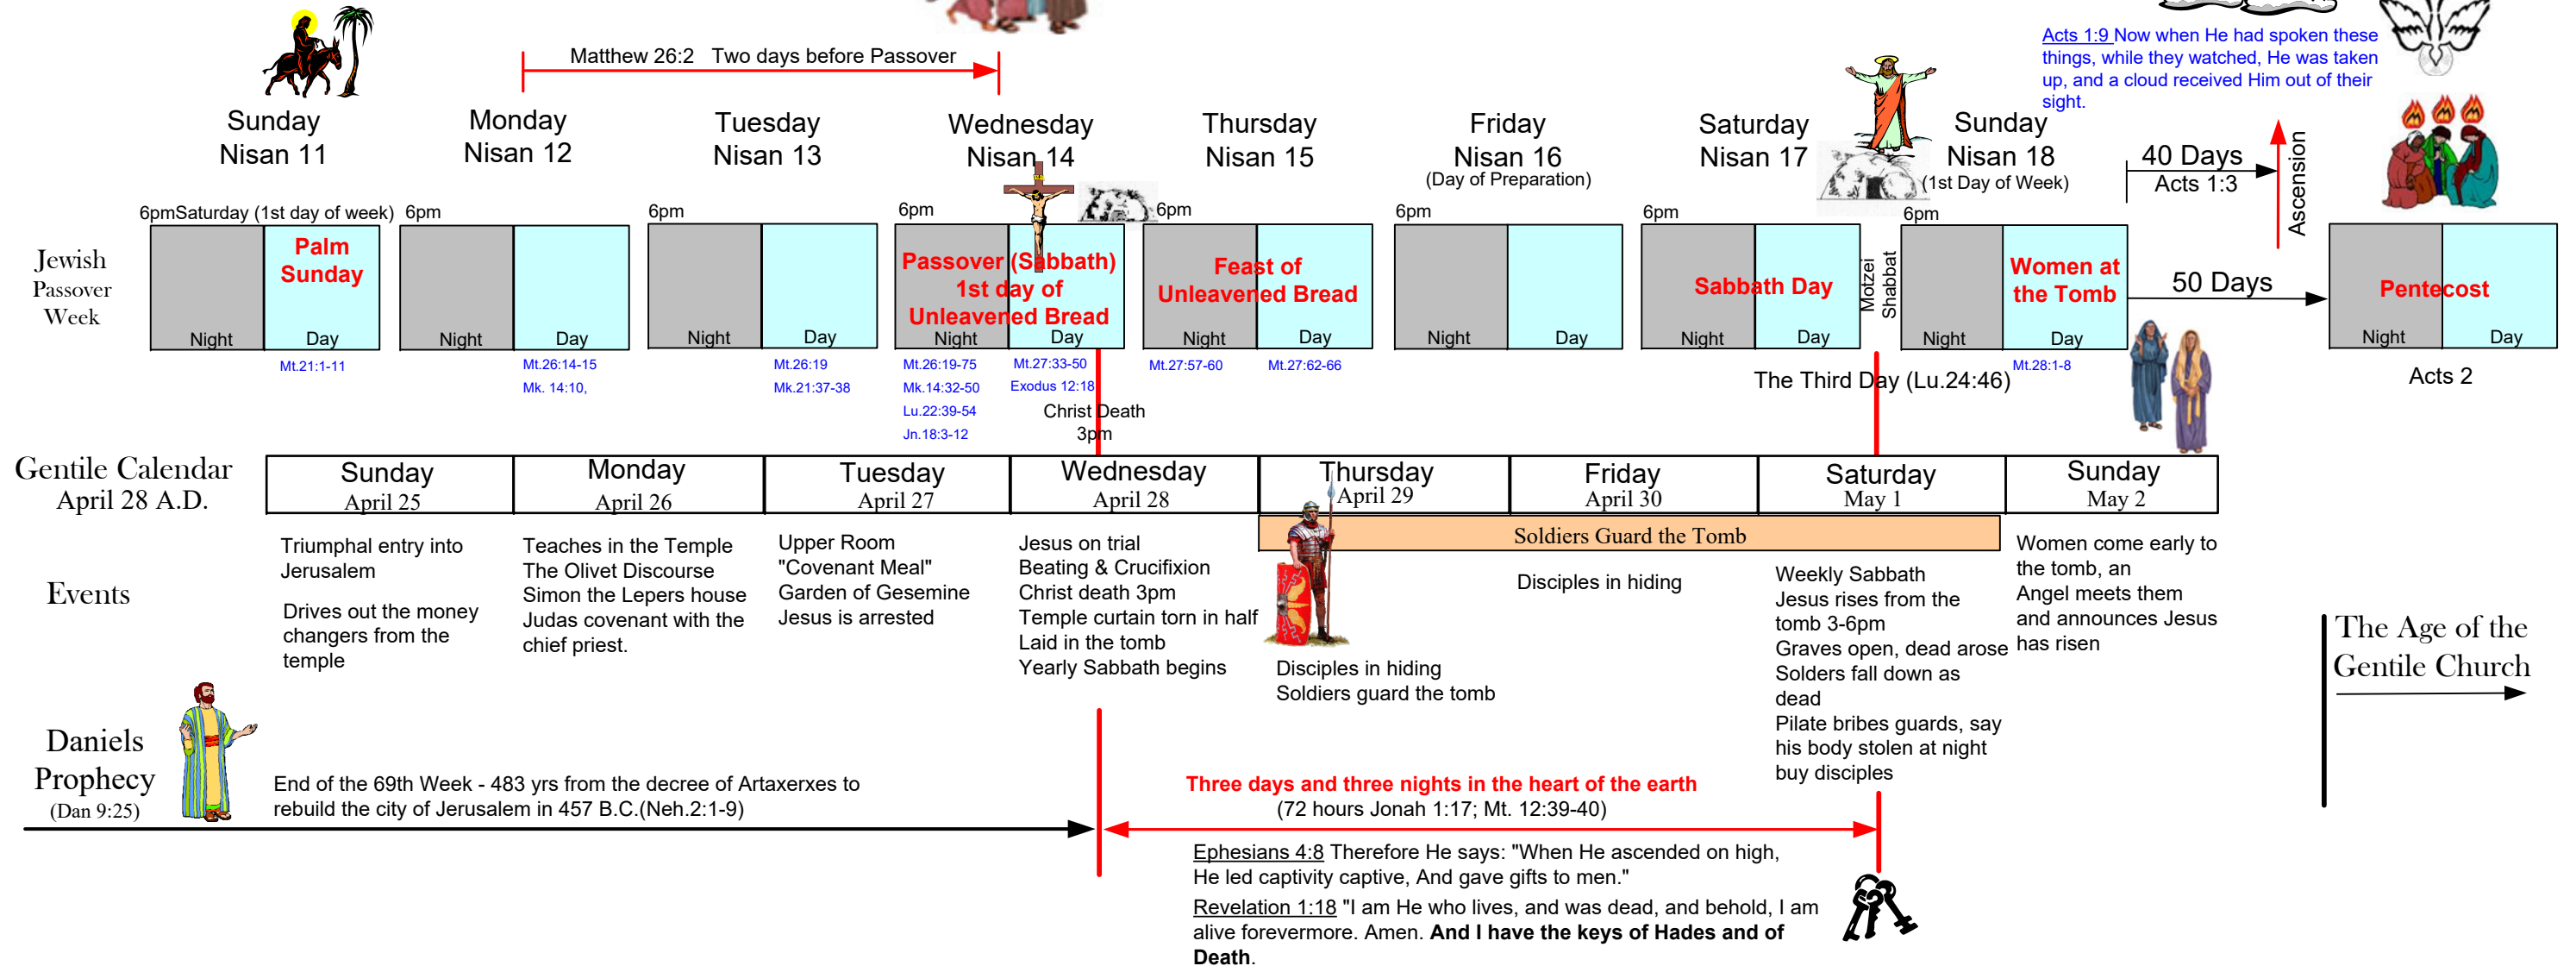 Acts 1:9 Now when He had spoken these
things, while they watched, He was taken
up, and a cloud received Him out of their
sight.
Matthew 26:2   Two days before Passover
Sunday
Nisan 11
Monday
Nisan 12
Tuesday
Nisan 13
Wednesday
Nisan 14
Thursday
Nisan 15
Friday
Nisan 16
(Day of Preparation)
Saturday
Nisan 17
Sunday
Nisan 18
(1st Day of Week)
40 Days
Acts 1:3
Ascension
6pmSaturday (1st day of week)
6pm
6pm
6pm
6pm
6pm
6pm
6pm
Jewish
Passover
Week
Palm
Sunday
Night
Day
Night
Day
Night
Day
Passover (Sabbath)
1st day of
Unleavened Bread
Night
Day
Feast of
Unleavened Bread
Night
Day
Night
Day
Sabbath Day
Night
Day
Motzei
Shabbat
Women at
the Tomb
Night
Day
50 Days
Pentecost
Night
Day
Mt.21:1-11
Mt.26:14-15
Mk. 14:10,
Mt.26:19
Mk.21:37-38
Mt.26:19-75
Mk.14:32-50
Lu.22:39-54
Jn.18:3-12
Mt.27:33-50
Exodus 12:18
Christ Death
3pm
Mt.27:57-60
Mt.27:62-66
The Third Day (Lu.24:46)
Mt.28:1-8
Acts 2
Gentile Calendar
April 28 A.D.
Sunday
April 25
Monday
April 26
Tuesday
April 27
Wednesday
April 28
Thursday
April 29
Friday
April 30
Saturday
May 1
Sunday
May 2
Soldiers Guard the Tomb
Events
Triumphal entry into
Jerusalem
Drives out the money
changers from the
temple
Teaches in the Temple
The Olivet Discourse
Simon the Lepers house
Judas covenant with the
chief priest.
Upper Room
"Covenant Meal"
Garden of Gesemine
Jesus is arrested
Jesus on trial
Beating & Crucifixion
Christ death 3pm
Temple curtain torn in half
Laid in the tomb
Yearly Sabbath begins
Disciples in hiding
Soldiers guard the tomb
Disciples in hiding
Weekly Sabbath
Jesus rises from the
tomb 3-6pm
Graves open, dead arose
Solders fall down as
dead
Pilate bribes guards, say
his body stolen at night
buy disciples
Women come early to
the tomb, an
Angel meets them
and announces Jesus
has risen
The Age of the
Gentile Church
Daniels
Prophecy
(Dan 9:25)
End of the 69th Week - 483 yrs from the decree of Artaxerxes to
rebuild the city of Jerusalem in 457 B.C.(Neh.2:1-9)
Three days and three nights in the heart of the earth
(72 hours Jonah 1:17; Mt. 12:39-40)
Ephesians 4:8 Therefore He says: "When He ascended on high,
He led captivity captive, And gave gifts to men."
Revelation 1:18 "I am He who lives, and was dead, and behold, I am
alive forevermore. Amen. And I have the keys of Hades and of
Death.